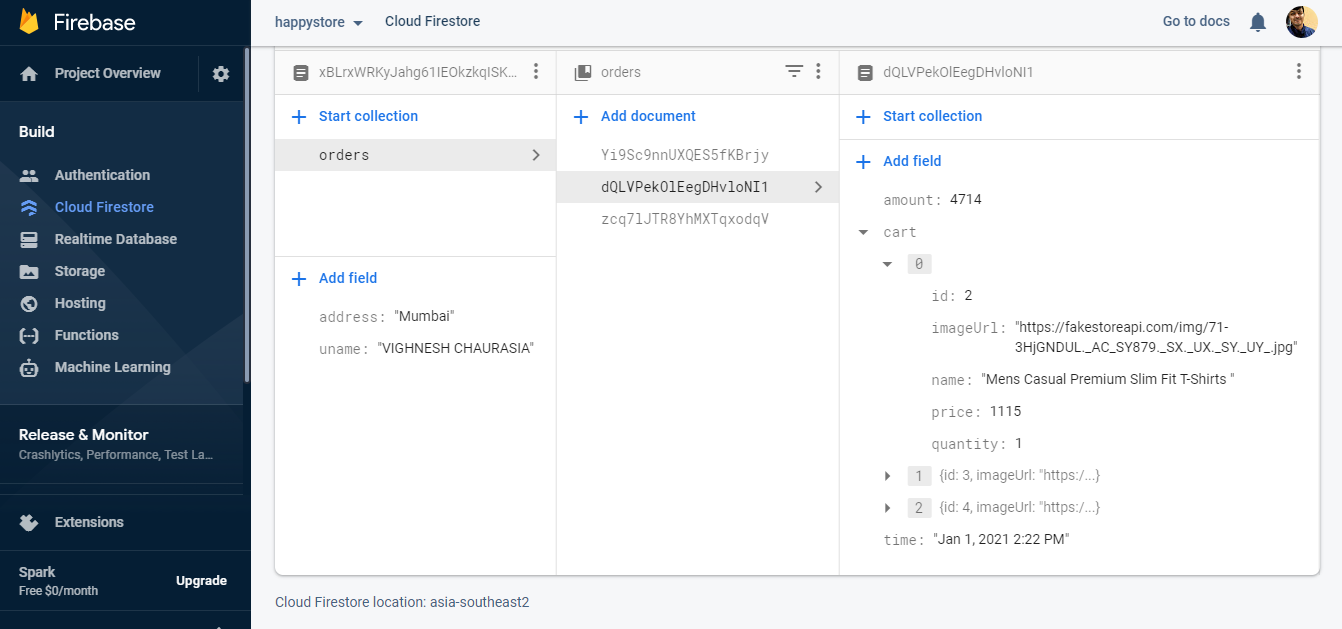 Firebase
happystore
Cloud Firestore
Go to docs
Project Overview
Build
Authentication
Cloud Firestore
Realtime Database
Storage
Hosting
Functions
Machine Learning
Release & Monitor
Crashlytics, Performance, Test La...
Extensions
Spark
Free $0/month
Upgrade
xBLrxWRKyJahg61IEOkzkqISK...
Start collection
orders
Add field
address: "Mumbai"
uname: "VIGHNESH CHAURASIA"
orders
Add document
Yi9Sc9nnUXQES5fKBrjy
dQLVPekOlEegDHvloNI1
zcq7lJTR8YhMXTqxodqV
dQLVPekOlEegDHvloNI1
Start collection
Add field
amount: 4714
cart
0
id: 2
imageUrl: "https://fakestoreapi.com/img/71-
3HjGNDUL._AC_SY879._SX._UX._SY._UY_.jpg"
name: "Mens Casual Premium Slim Fit T-Shirts "
price: 1115
quantity: 1
1 {id: 3, imageUrl: "https:/...}
2 {id: 4, imageUrl: "https:/...}
time: "Jan 1, 2021 2:22 PM"
Cloud Firestore location: asia-southeast2